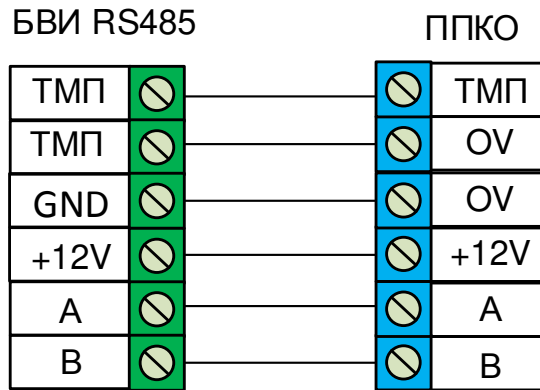 БВИ RS485 ППКО
ТМП ТМП
ТМП OV
GND OV
+12V +12V
A A
B B